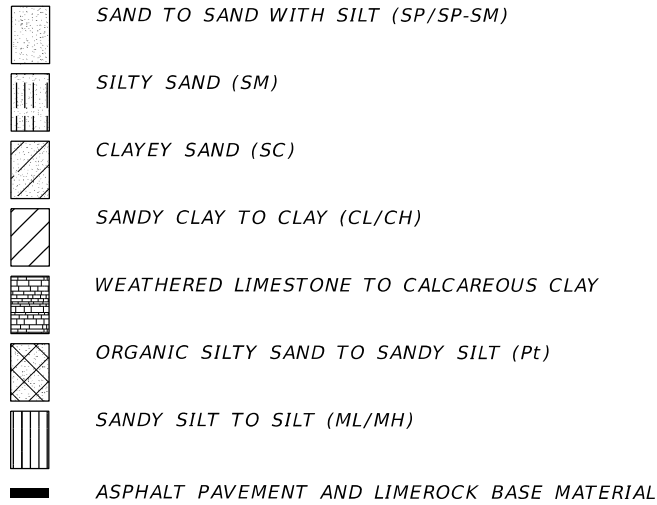 SAND TO SAND WITH SILT (SP/SP-SM)
SILTY SAND (SM)
CLAYEY SAND (SC)
SANDY CLAY TO CLAY (CL/CH)
WEATHERED LIMESTONE TO CALCAREOUS CLAY
ORGANIC SILTY SAND TO SANDY SILT (Pt)
SANDY SILT TO SILT (ML/MH)
ASPHALT PAVEMENT AND LIMEROCK BASE MATERIAL